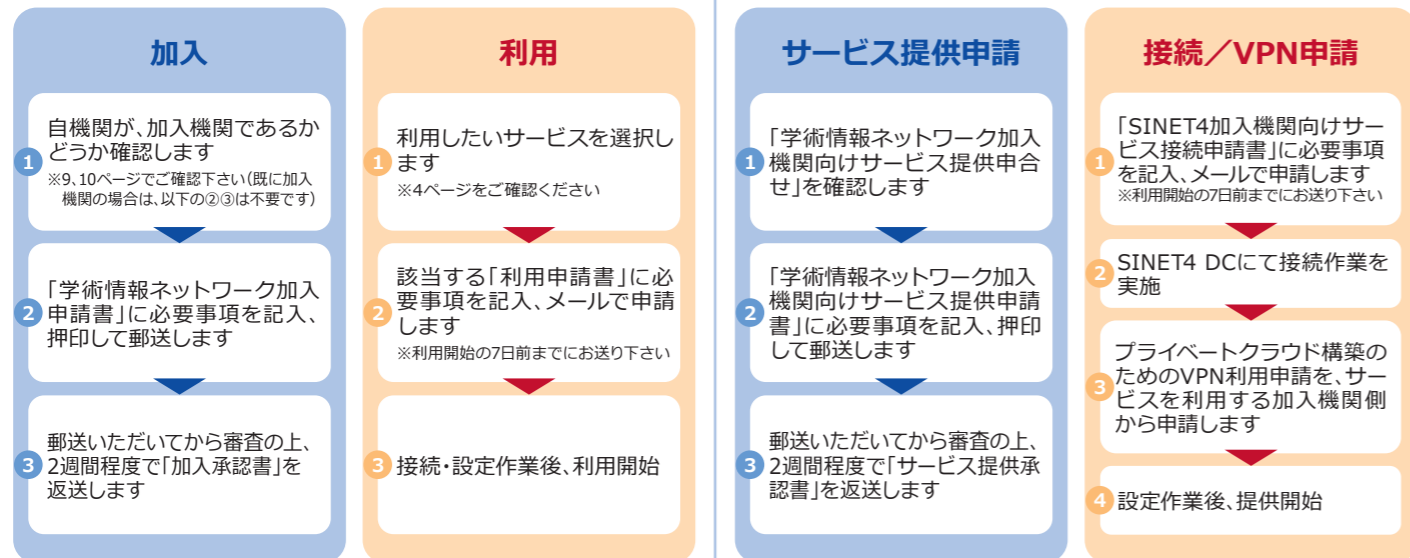 加入
1
自機関が、加入機関であるか
どうか確認します
※9、10ページでご確認下さい(既に加入
機関の場合は、以下の②③は不要です)
2
「学術情報ネットワーク加入
申請書」に必要事項を記入、
押印して郵送します
3
郵送いただいてから審査の上、
2週間程度で「加入承認書」を
返送します
利用
1
利用したいサービスを選択し
ます
※4ページをご確認ください
2
該当する「利用申請書」に必
要事項を記入、メールで申請
します
※利用開始の7日前までにお送り下さい
3
接続・設定作業後、利用開始
サービス提供申請
1
「学術情報ネットワーク加入
機関向けサービス提供申合
せ」を確認します
2
「学術情報ネットワーク加入
機関向けサービス提供申請
書」に必要事項を記入、押印
して郵送します
3
郵送いただいてから審査の上、
2週間程度で「サービス提供承
認書」を返送します
接続／VPN申請
1
「SINET4加入機関向けサー
ビス接続申請書」に必要事項
を記入、メールで申請します
※利用開始の7日前までにお送り下さい
2
SINET4 DCにて接続作業を
実施
3
プライベートクラウド構築の
ためのVPN利用申請を、サー
ビスを利用する加入機関側
から申請します
4
設定作業後、提供開始